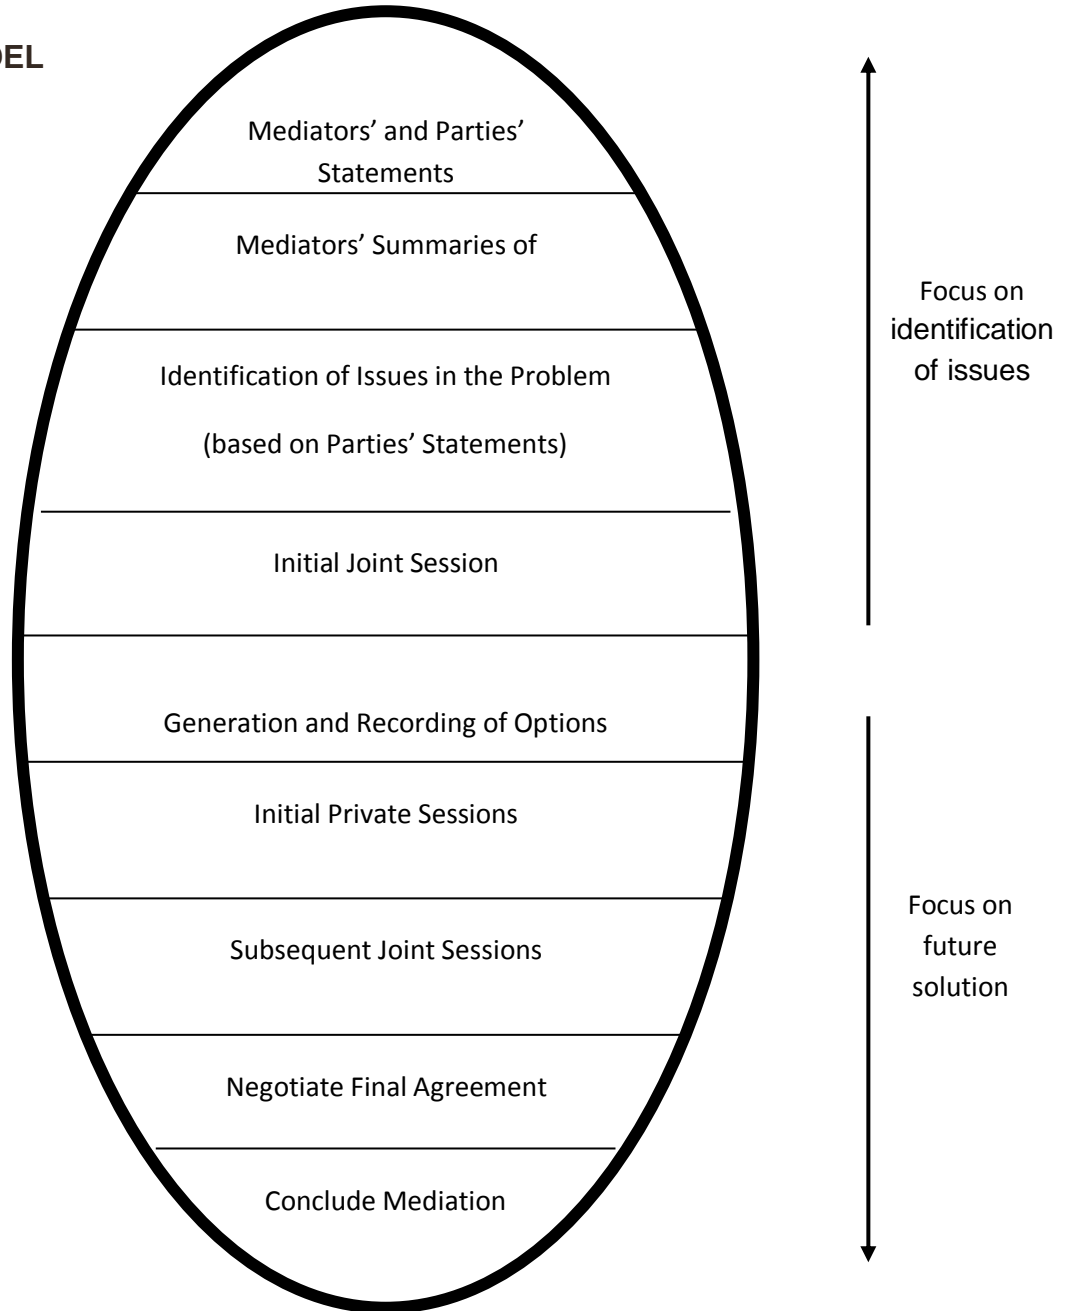 DEL
Mediators’ and Parties’
Statements
Mediators’ Summaries of
Identification of Issues in the Problem
(based on Parties’ Statements)
Initial Joint Session
Generation and Recording of Options
Initial Private Sessions
Subsequent Joint Sessions
Negotiate Final Agreement
Conclude Mediation
Focus on
identification
of issues
Focus on
future
solution